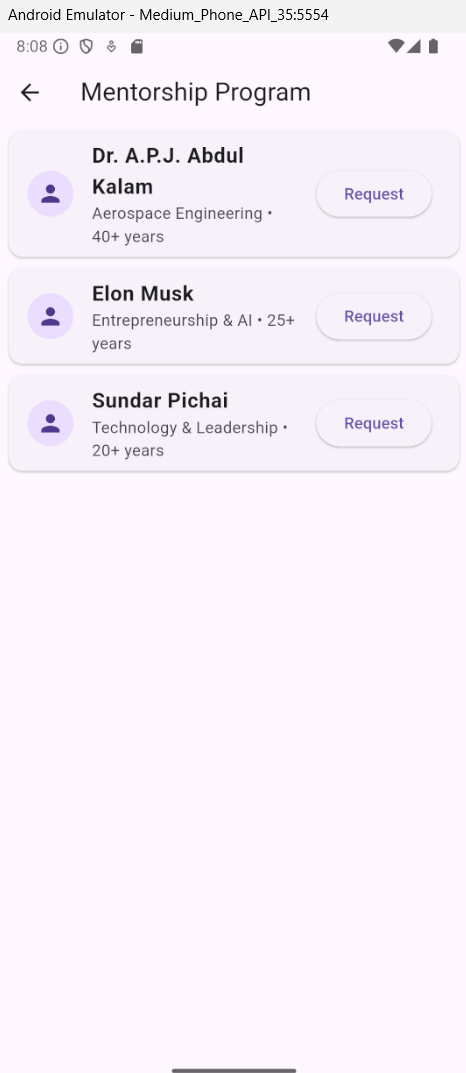 Android Emulator - Medium_Phone_API_35:5554
8:08
Mentorship Program
Dr. A.P.J. Abdul
Kalam
Aerospace Engineering •
40+ years
Request
Elon Musk
Entrepreneurship & AI • 25+
years
Request
Sundar Pichai
Technology & Leadership •
20+ years
Request